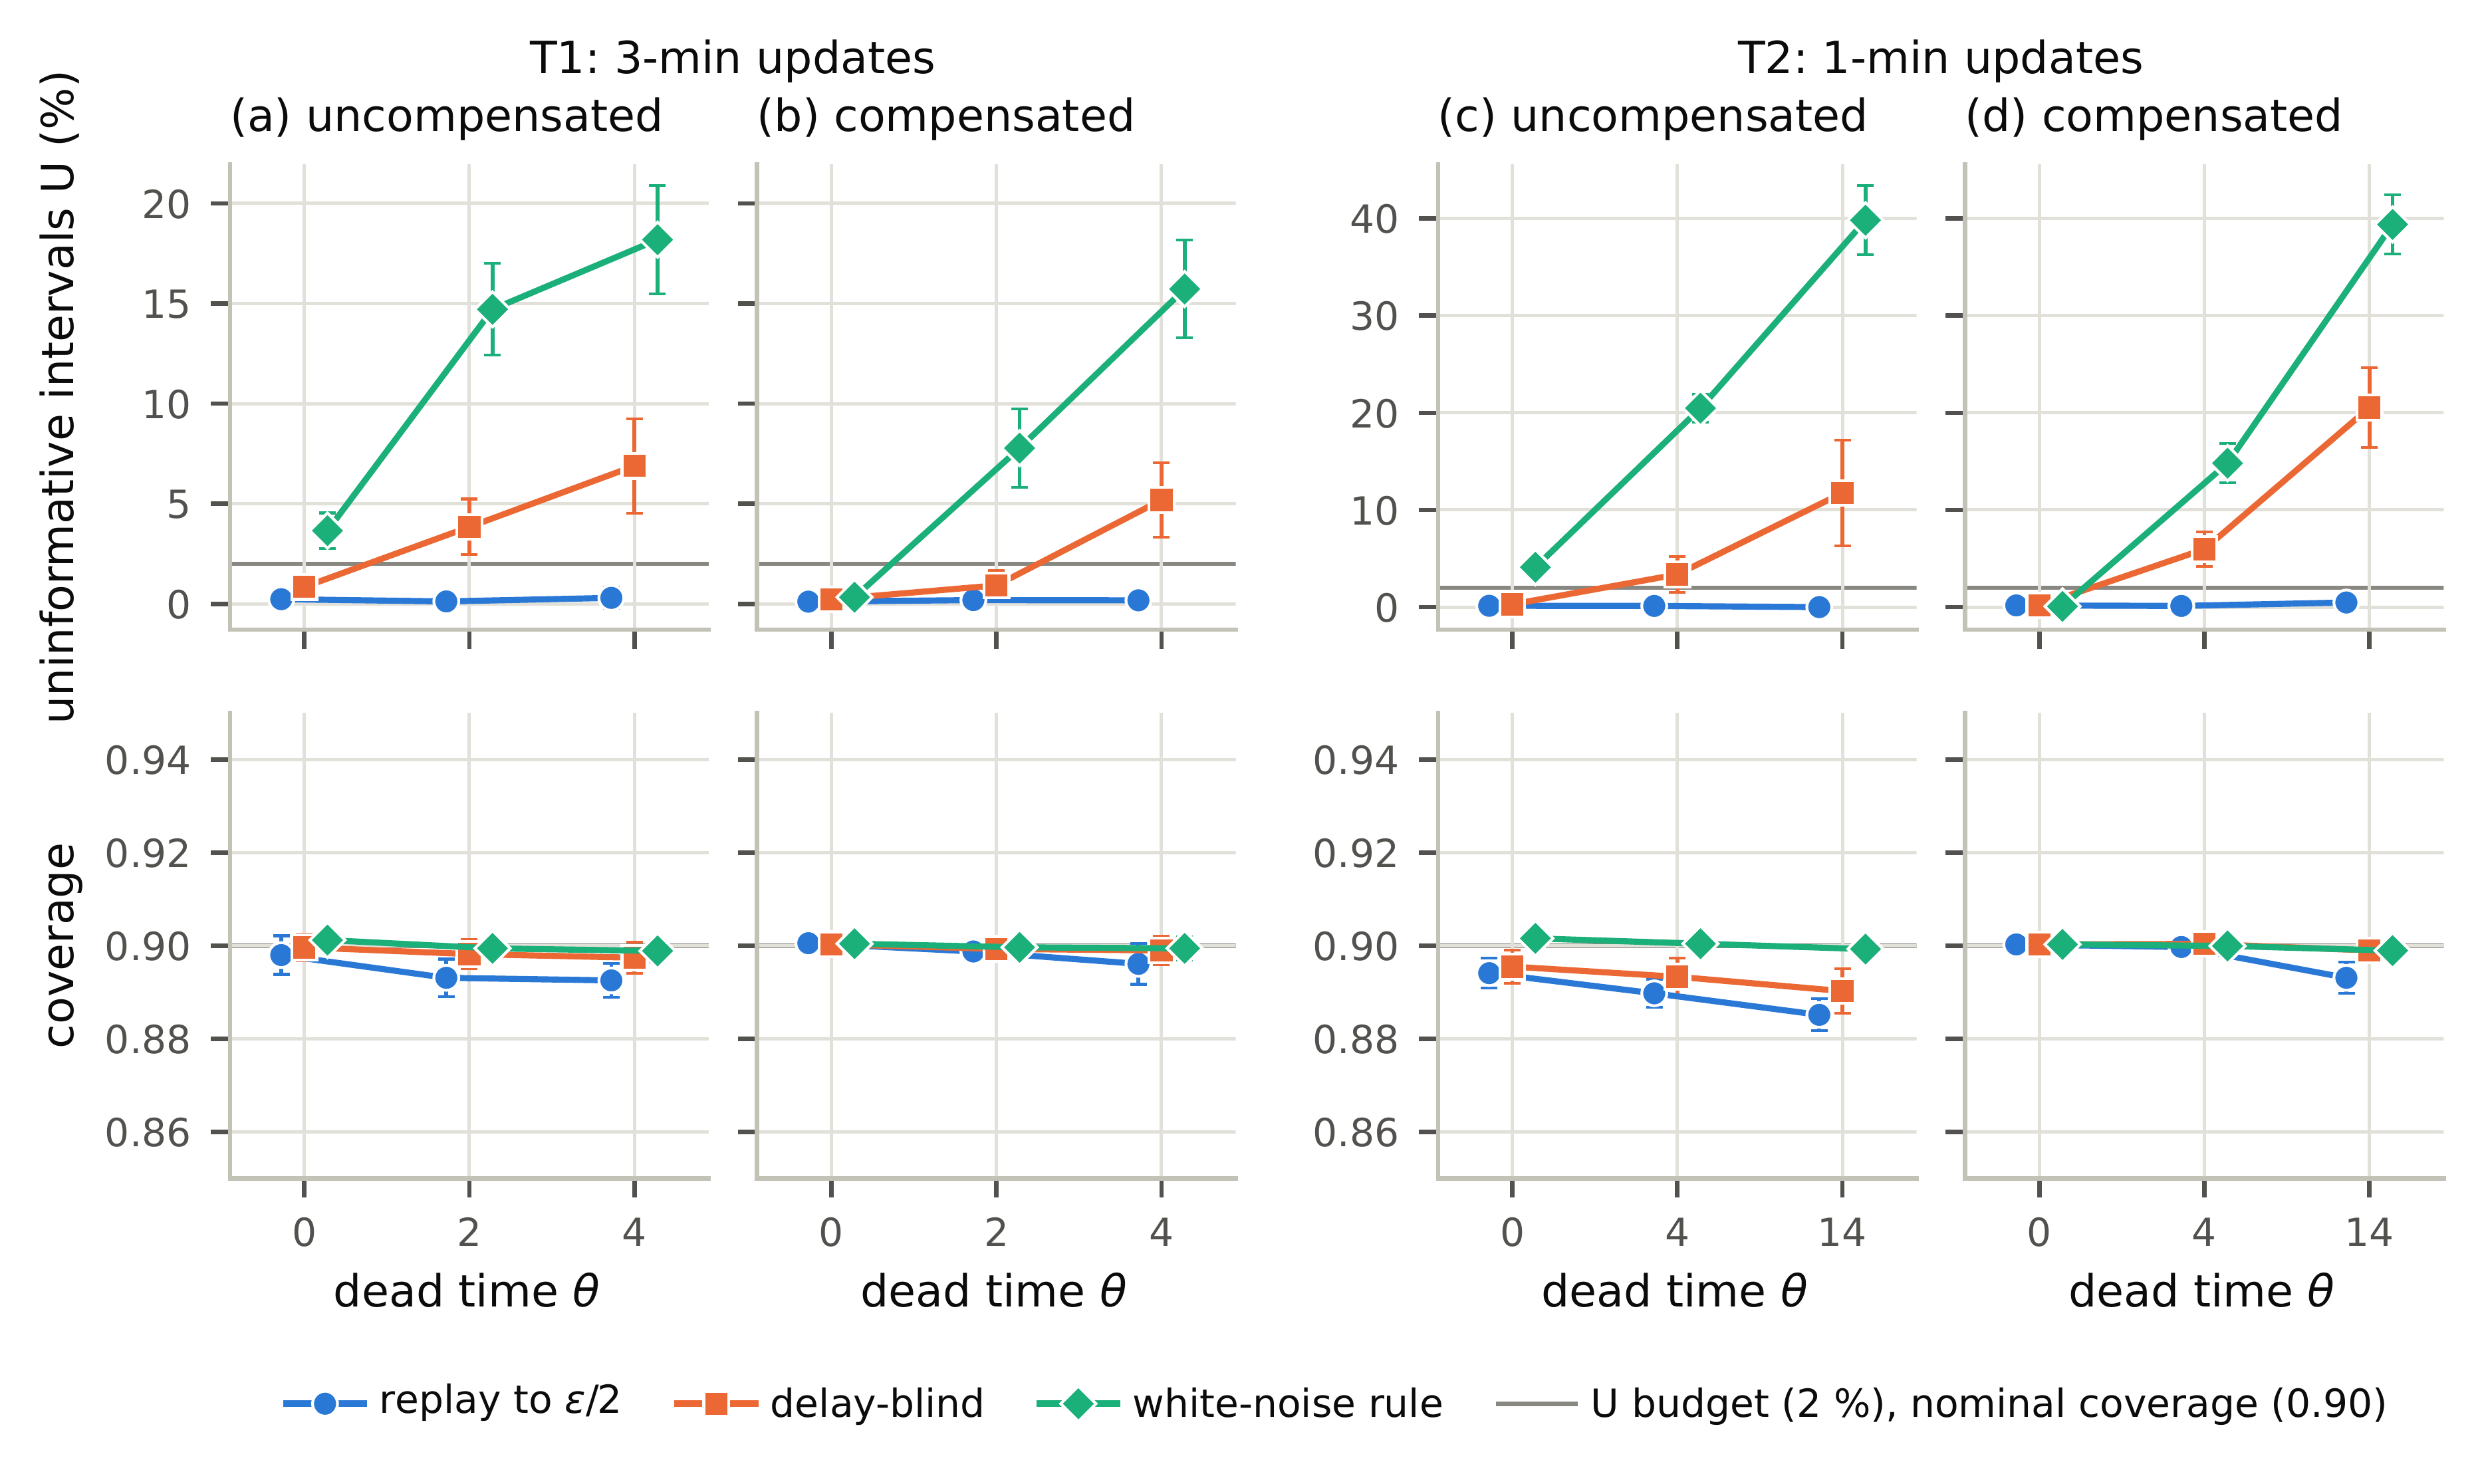 T1: 3-min updates
T2: 1-min updates
(a) uncompensated
(b) compensated
(c) uncompensated
(d) compensated
uninformative intervals U (%)
20
15
10
5
0
40
30
20
10
0
coverage
0.94
0.92
0.90
0.88
0.86
0.94
0.92
0.90
0.88
0.86
0 2 4
0 2 4
0 4 14
0 4 14
dead time θ
dead time θ
dead time θ
dead time θ
replay to ε/2
delay-blind
white-noise rule
U budget (2 %), nominal coverage (0.90)